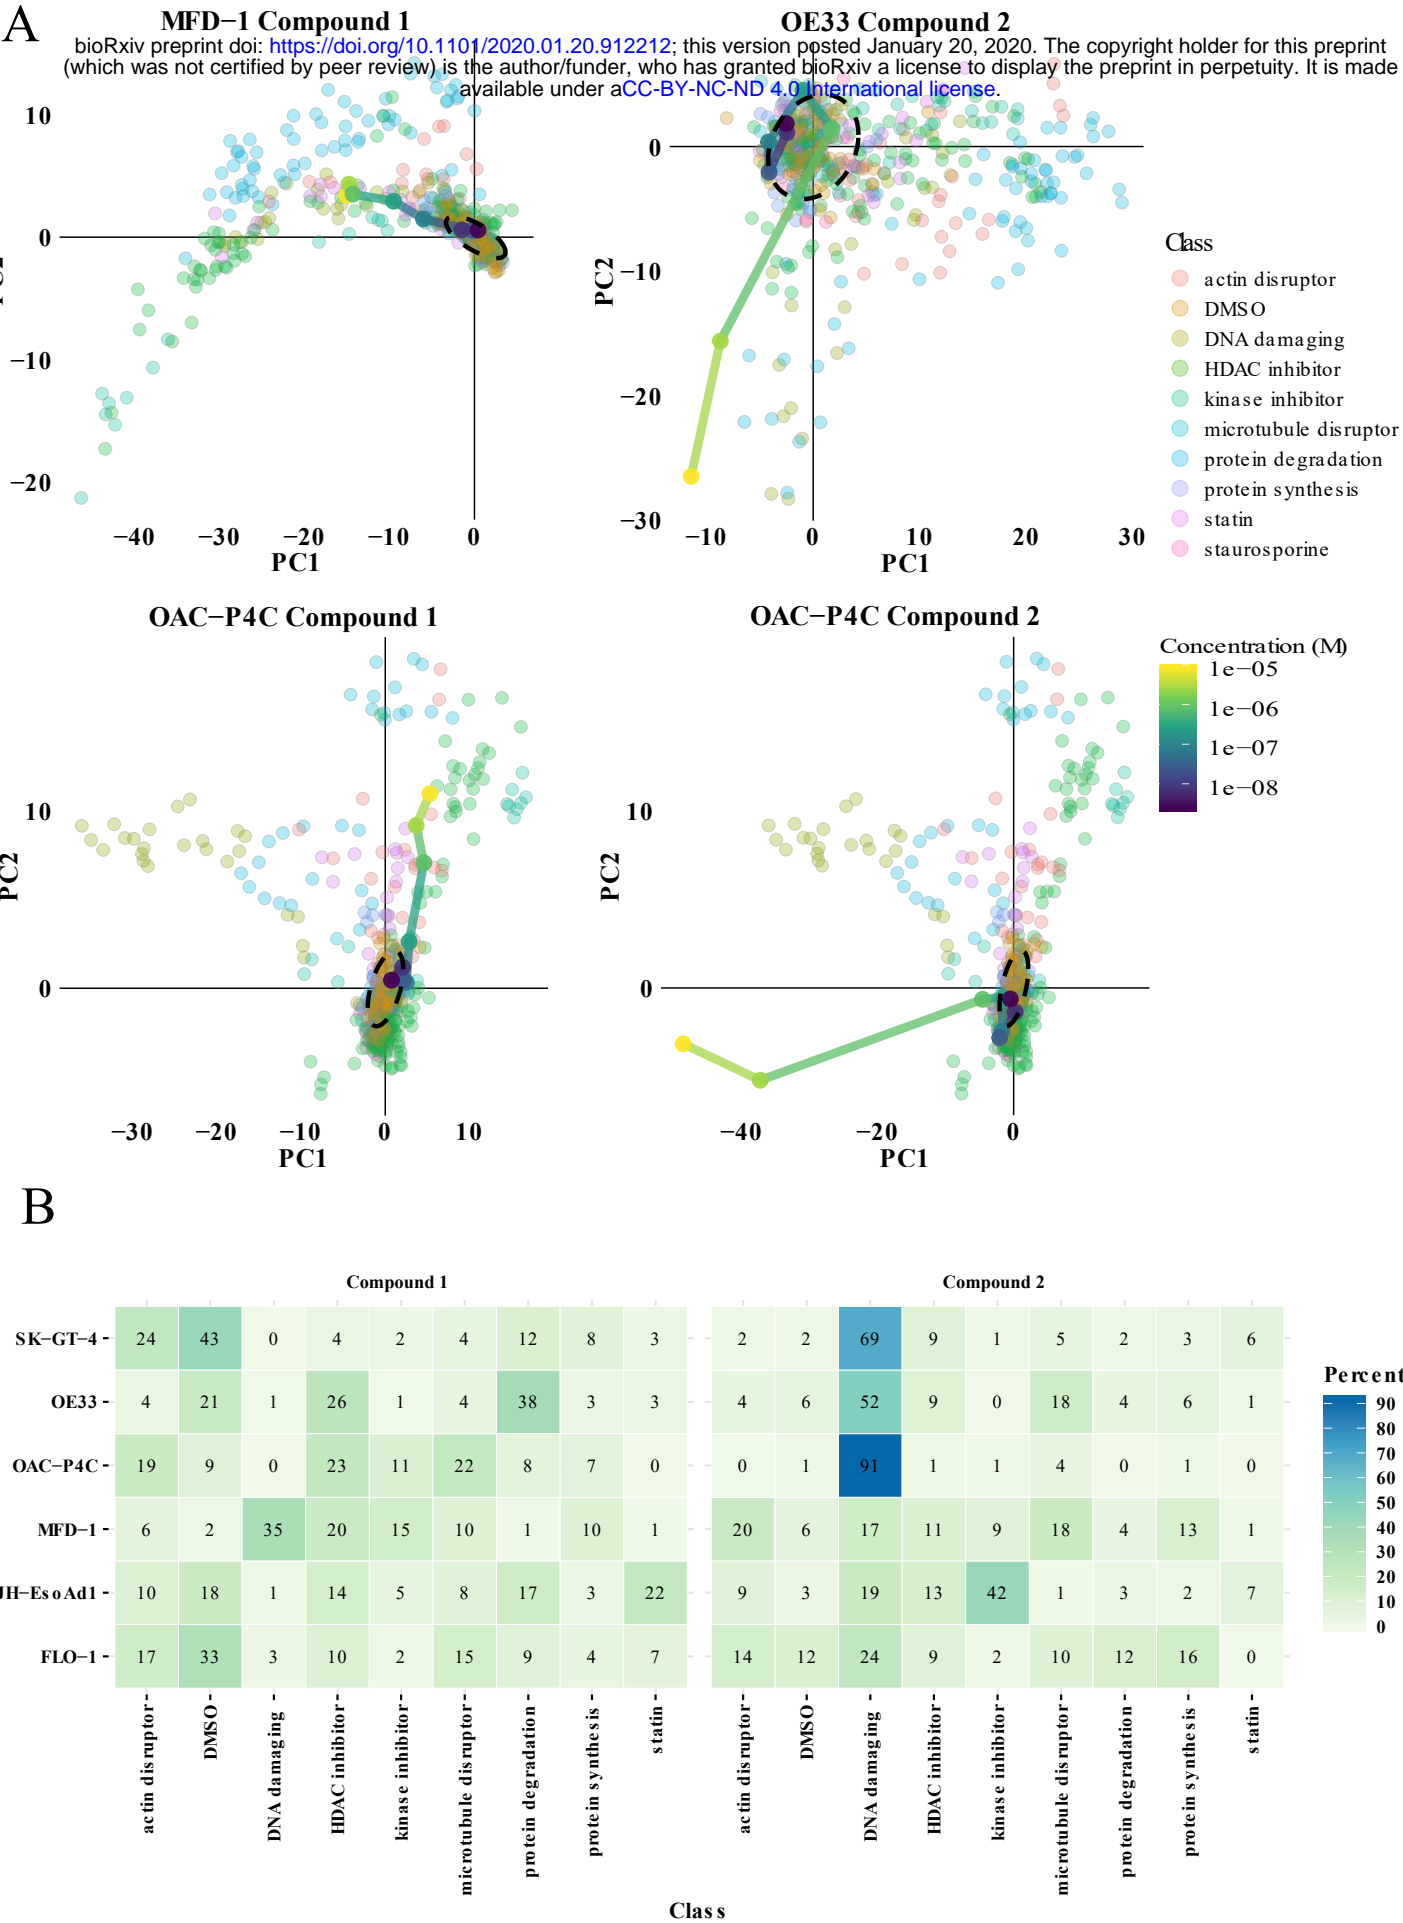 A
MFD−1 Compound 1
OE33 Compound 2
bioRxiv preprint doi: https://doi.org/10.1101/2020.01.20.912212; this version posted January 20, 2020. The copyright holder for this preprint
(which was not certified by peer review) is the author/funder, who has granted bioRxiv a license to display the preprint in perpetuity. It is made
available under aCC-BY-NC-ND 4.0 International license.
10
0
−10
−20
−40 −30 −20 −10 0
PC1
PC2
0
−10
−20
−30
−10 0 10 20 30
PC1
PC2
Class
actin disruptor
DMSO
DNA damaging
HDAC inhibitor
kinase inhibitor
microtubule disruptor
protein degradation
protein synthesis
statin
staurosporine
OAC−P4C Compound 1
10
0
−30 −20 −10 0 10
PC1
PC2
OAC−P4C Compound 2
10
0
−40 −20 0
PC1
PC2
Concentration (M)
1e−05
1e−06
1e−07
1e−08
B
Compound 1 Compound 2
SK−GT−4 24 43 0 4 2 4 12 8 3 2 2 69 9 1 5 2 3 6
OE33 4 21 1 26 1 4 38 3 3 4 6 52 9 0 18 4 6 1
OAC−P4C 19 9 0 23 11 22 8 7 0 0 1 91 1 1 4 0 1 0
MFD−1 6 2 35 20 15 10 1 10 1 20 6 17 11 9 18 4 13 1
JH−EsoAd1 10 18 1 14 5 8 17 3 22 9 3 19 13 42 1 3 2 7
FLO−1 17 33 3 10 2 15 9 4 7 14 12 24 9 2 10 12 16 0
actin disruptor
DMSO
DNA damaging
HDAC inhibitor
kinase inhibitor
microtubule disruptor
protein degradation
protein synthesis
statin
actin disruptor
DMSO
DNA damaging
HDAC inhibitor
kinase inhibitor
microtubule disruptor
protein degradation
protein synthesis
statin
Class
Percent
90
80
70
60
50
40
30
20
10
0